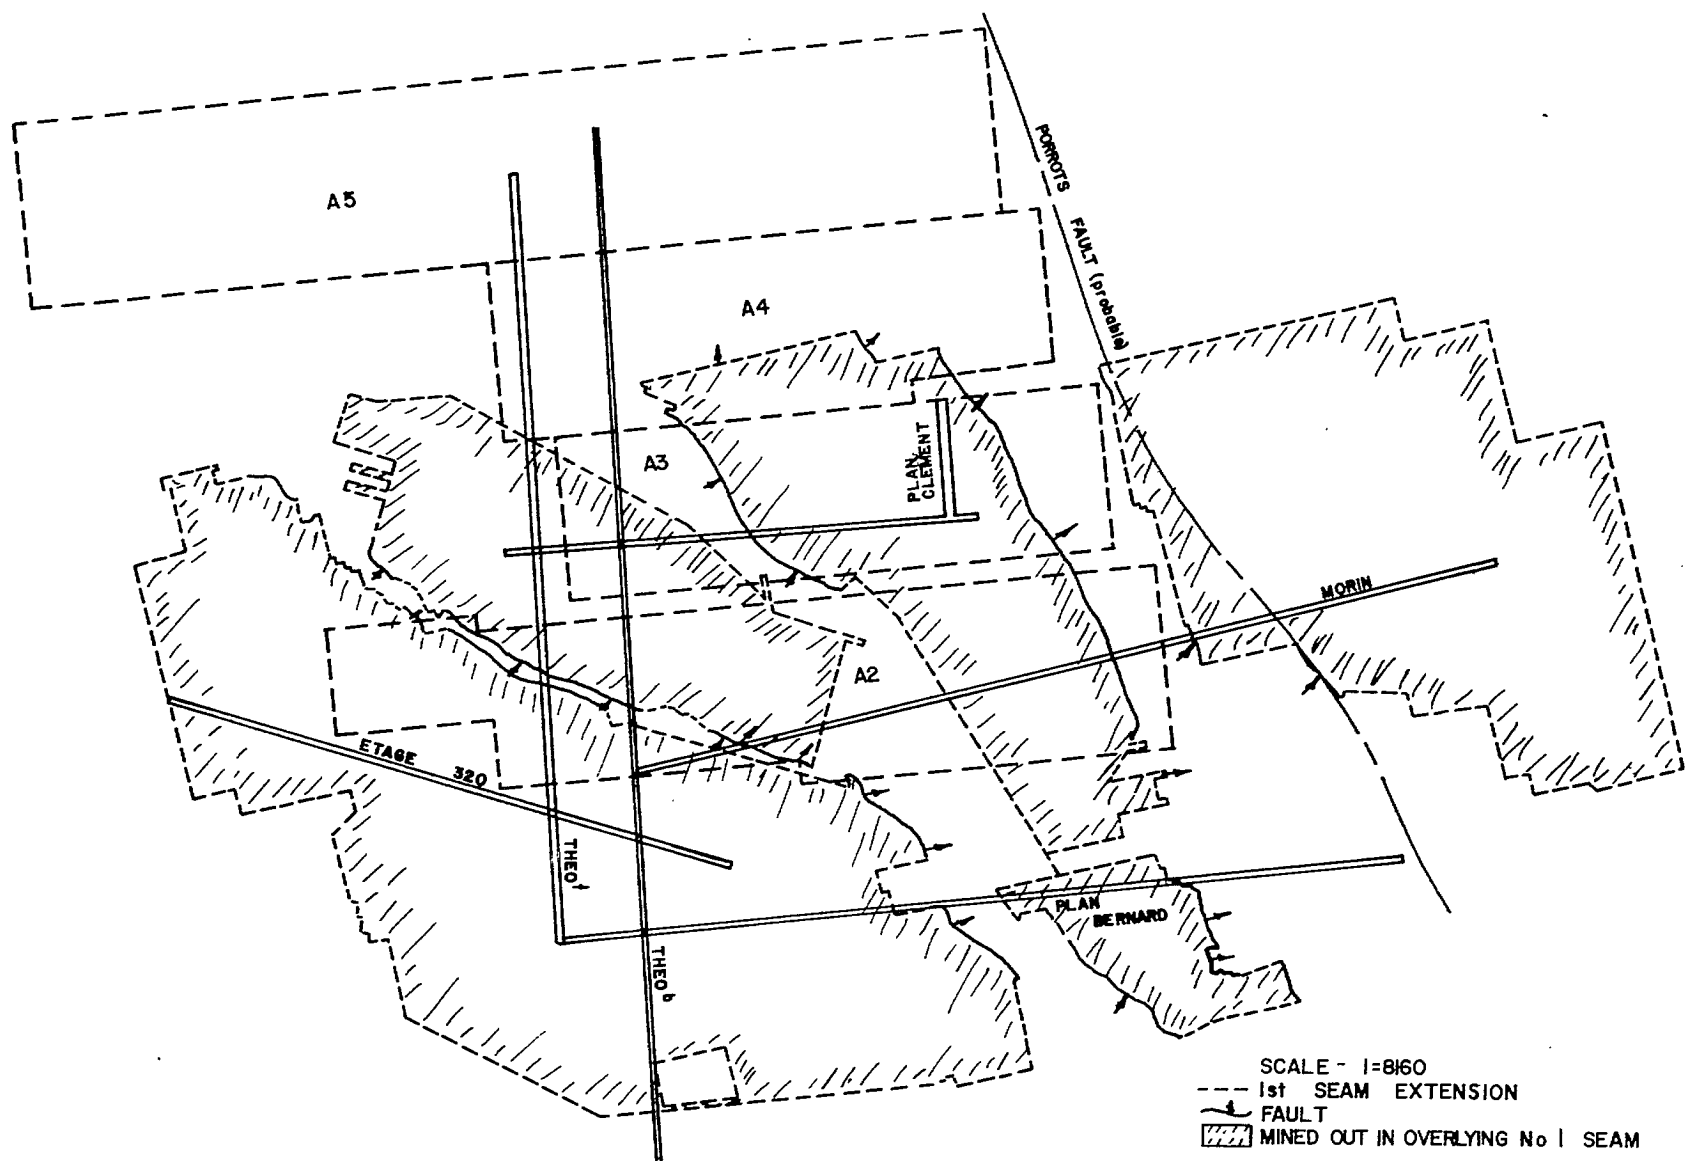 PORROTS
FAULT (probable)
A5
A4
A3
PLAN
CLEMENT
MORIN
A2
ETAGE 320
THEO t
PLAN
BERNARD
THEO b
SCALE - 1=8160
1st SEAM EXTENSION
FAULT
MINED OUT IN OVERLYING No 1 SEAM